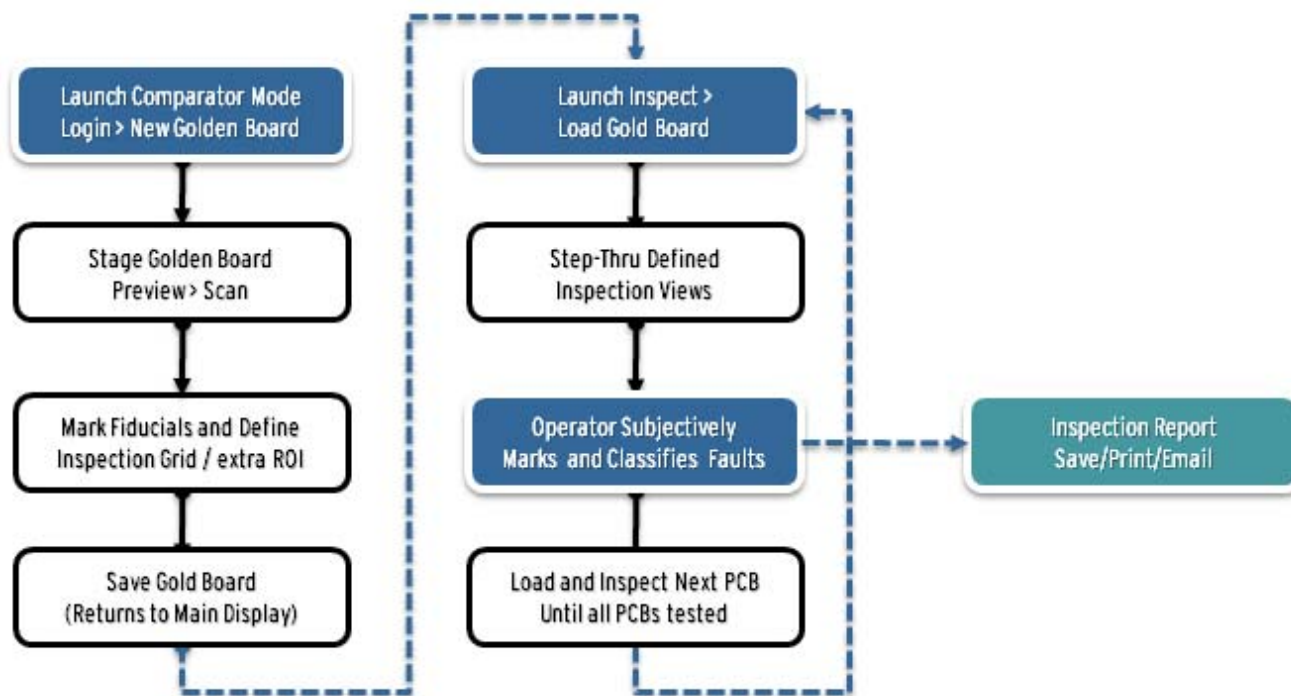 Launch Comparator Mode
Login > New Golden Board
Stage Golden Board
Preview > Scan
Mark Fiducials and Define
Inspection Grid / extra ROI
Save Gold Board
(Returns to Main Display)
Launch Inspect >
Load Gold Board
Step-Thru Defined
Inspection Views
Operator Subjectively
Marks and Classifies Faults
Load and Inspect Next PCB
Until all PCBs tested
Inspection Report
Save/Print/Email